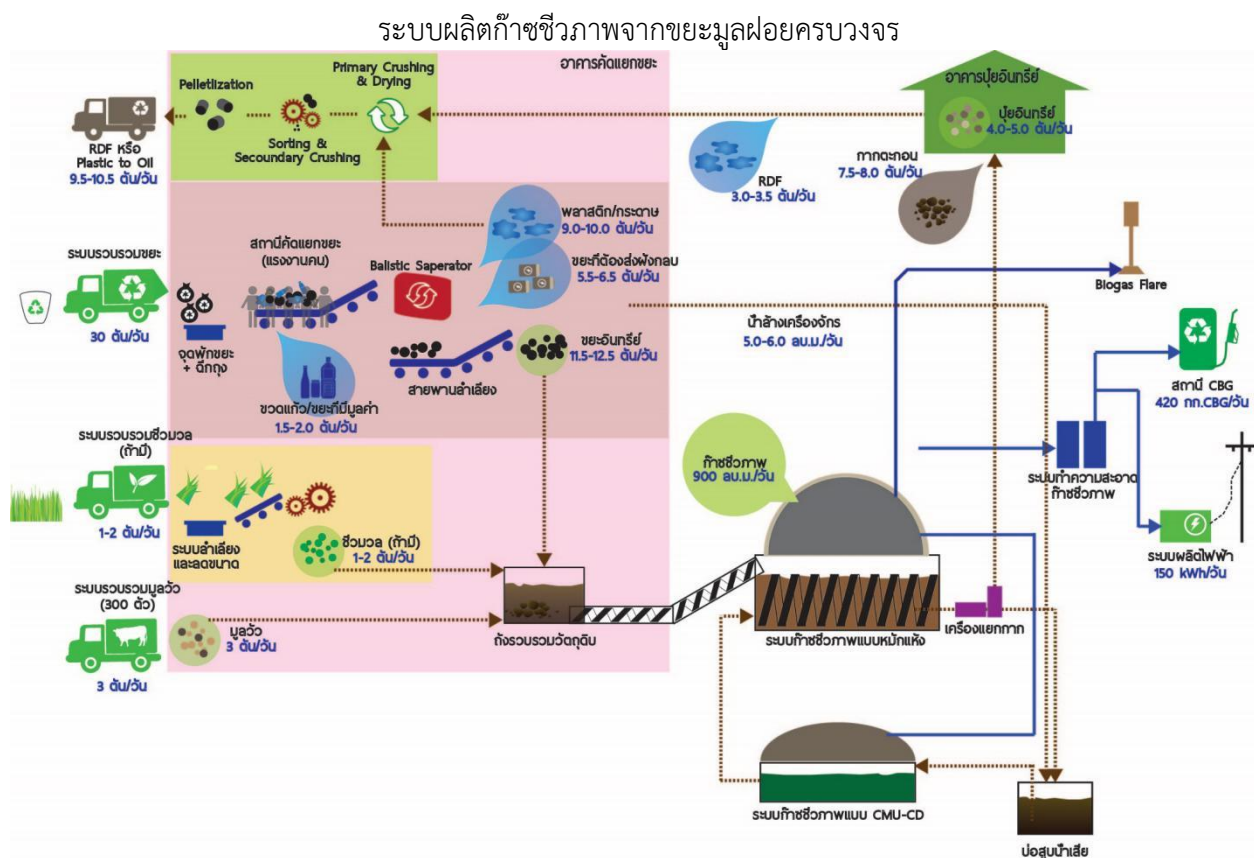 ระบบผลิตก๊าซชีวภาพจากขยะมูลฝอยครบวงจร
อาคารคัดแยกขยะ
Pelletiization
Primary Crushing
& Drying
Sorting &
Secoundary Crushing
RDF หรือ
Plastic to Oil
9.5-10.5 ตัน/วัน
อาคารปุ๋ยอินทรีย์
ปุ๋ยอินทรีย์
4.0-5.0 ตัน/วัน
RDF
3.0-3.5 ตัน/วัน
กากตะกอน
7.5-8.0 ตัน/วัน
ระบบรวบรวมขยะ
30 ตัน/วัน
จุดพักขยะ
+ ฉีกถุง
สถานีคัดแยกขยะ
(แรงงานคน)
Balistic Saperator
พลาสติก/กระดาษ
9.0-10.0 ตัน/วัน
ขยะที่ต้องส่งฝังกลบ
5.5-6.5 ตัน/วัน
ขยะอินทรีย์
11.5-12.5 ตัน/วัน
สายพานลำเลียง
ขวดแก้ว/ขยะที่มีมูลค่า
1.5-2.0 ตัน/วัน
น้ำล้างเครื่องจักร
5.0-6.0 ลบ.ม./วัน
Biogas Flare
สถานี CBG
420 กก.CBG/วัน
ระบบทำความสะอาด
ก๊าซชีวภาพ
ระบบผลิตไฟฟ้า
150 kWh/วัน
ระบบรวบรวมชีวมวล
(ถ้ามี)
1-2 ตัน/วัน
ระบบลำเลียง
และลดขนาด
ชีวมวล (ถ้ามี)
1-2 ตัน/วัน
ก๊าซชีวภาพ
900 ลบ.ม./วัน
ระบบรวบรวมมูลวัว
(300 ตัว)
3 ตัน/วัน
มูลวัว
3 ตัน/วัน
ถังรวบรวมวัตถุดิบ
ระบบก๊าซชีวภาพแบบหมักแห้ง
เครื่องแยกกาก
ระบบก๊าซชีวภาพแบบ CMU-CD
บ่อสูบน้ำเสีย